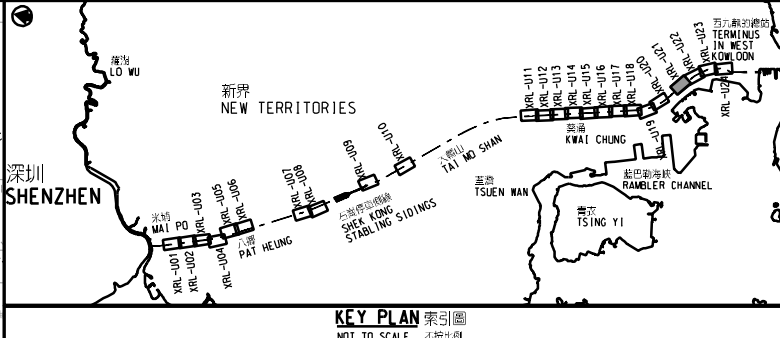 羅湖
LO WU
新界
NEW TERRITORIES
深圳
SHENZHEN
米埔
MAI PO
XRL-U01
XRL-U02
XRL-U03
XRL-U04
XRL-U05
XRL-U06
八鄉
PAT HEUNG
XRL-U07
XRL-U08
XRL-U09
XRL-U10
石崗停車側線
SHEK KONG
STABLING SIDINGS
大帽山
TAI MO SHAN
XRL-U11
XRL-U12
XRL-U13
XRL-U14
XRL-U15
XRL-U16
XRL-U17
XRL-U18
XRL-U19
XRL-U20
XRL-U21
XRL-U22
XRL-U23
XRL-U24
西九龍的總站
TERMINUS
IN WEST
KOWLOON
葵涌
KWAI CHUNG
荃灣
TSUEN WAN
藍巴勒海峽
RAMBLER CHANNEL
青衣
TSING YI
KEY PLAN 索引圖
NOT TO SCALE 不按比例